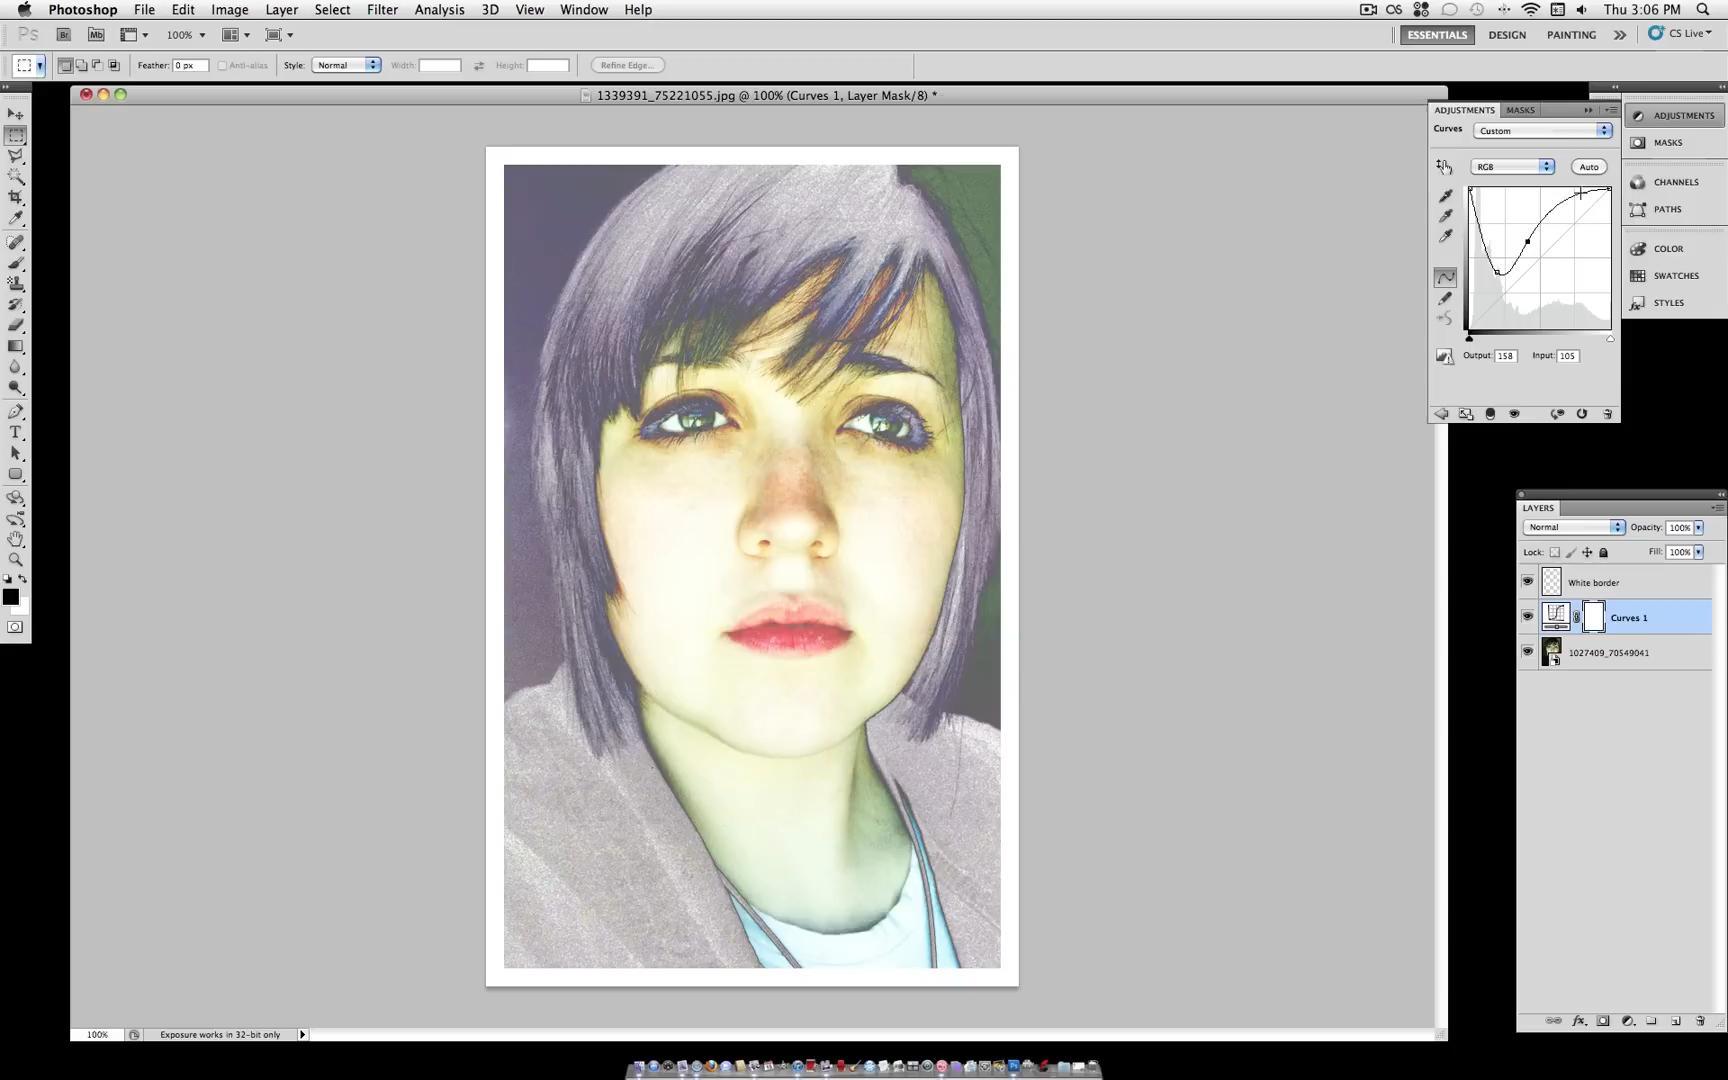 Photoshop File Edit Image Layer Select Filter Analysis 3D View Window Help
Thu 3:06 PM
Ps Br Mb 100%
ESSENTIALS DESIGN PAINTING CS Live
Feather: 0 px Anti-alias Style: Normal Width: Height: Refine Edge...
1339391_75221055.jpg @ 100% (Curves 1, Layer Mask/8) *
ADJUSTMENTS MASKS
Curves Custom
RGB Auto
Output: 158 Input: 105
ADJUSTMENTS
MASKS
CHANNELS
PATHS
COLOR
SWATCHES
STYLES
LAYERS
Normal Opacity: 100%
Lock: Fill: 100%
White border
Curves 1
1027409_70549041
fx
100% Exposure works in 32-bit only